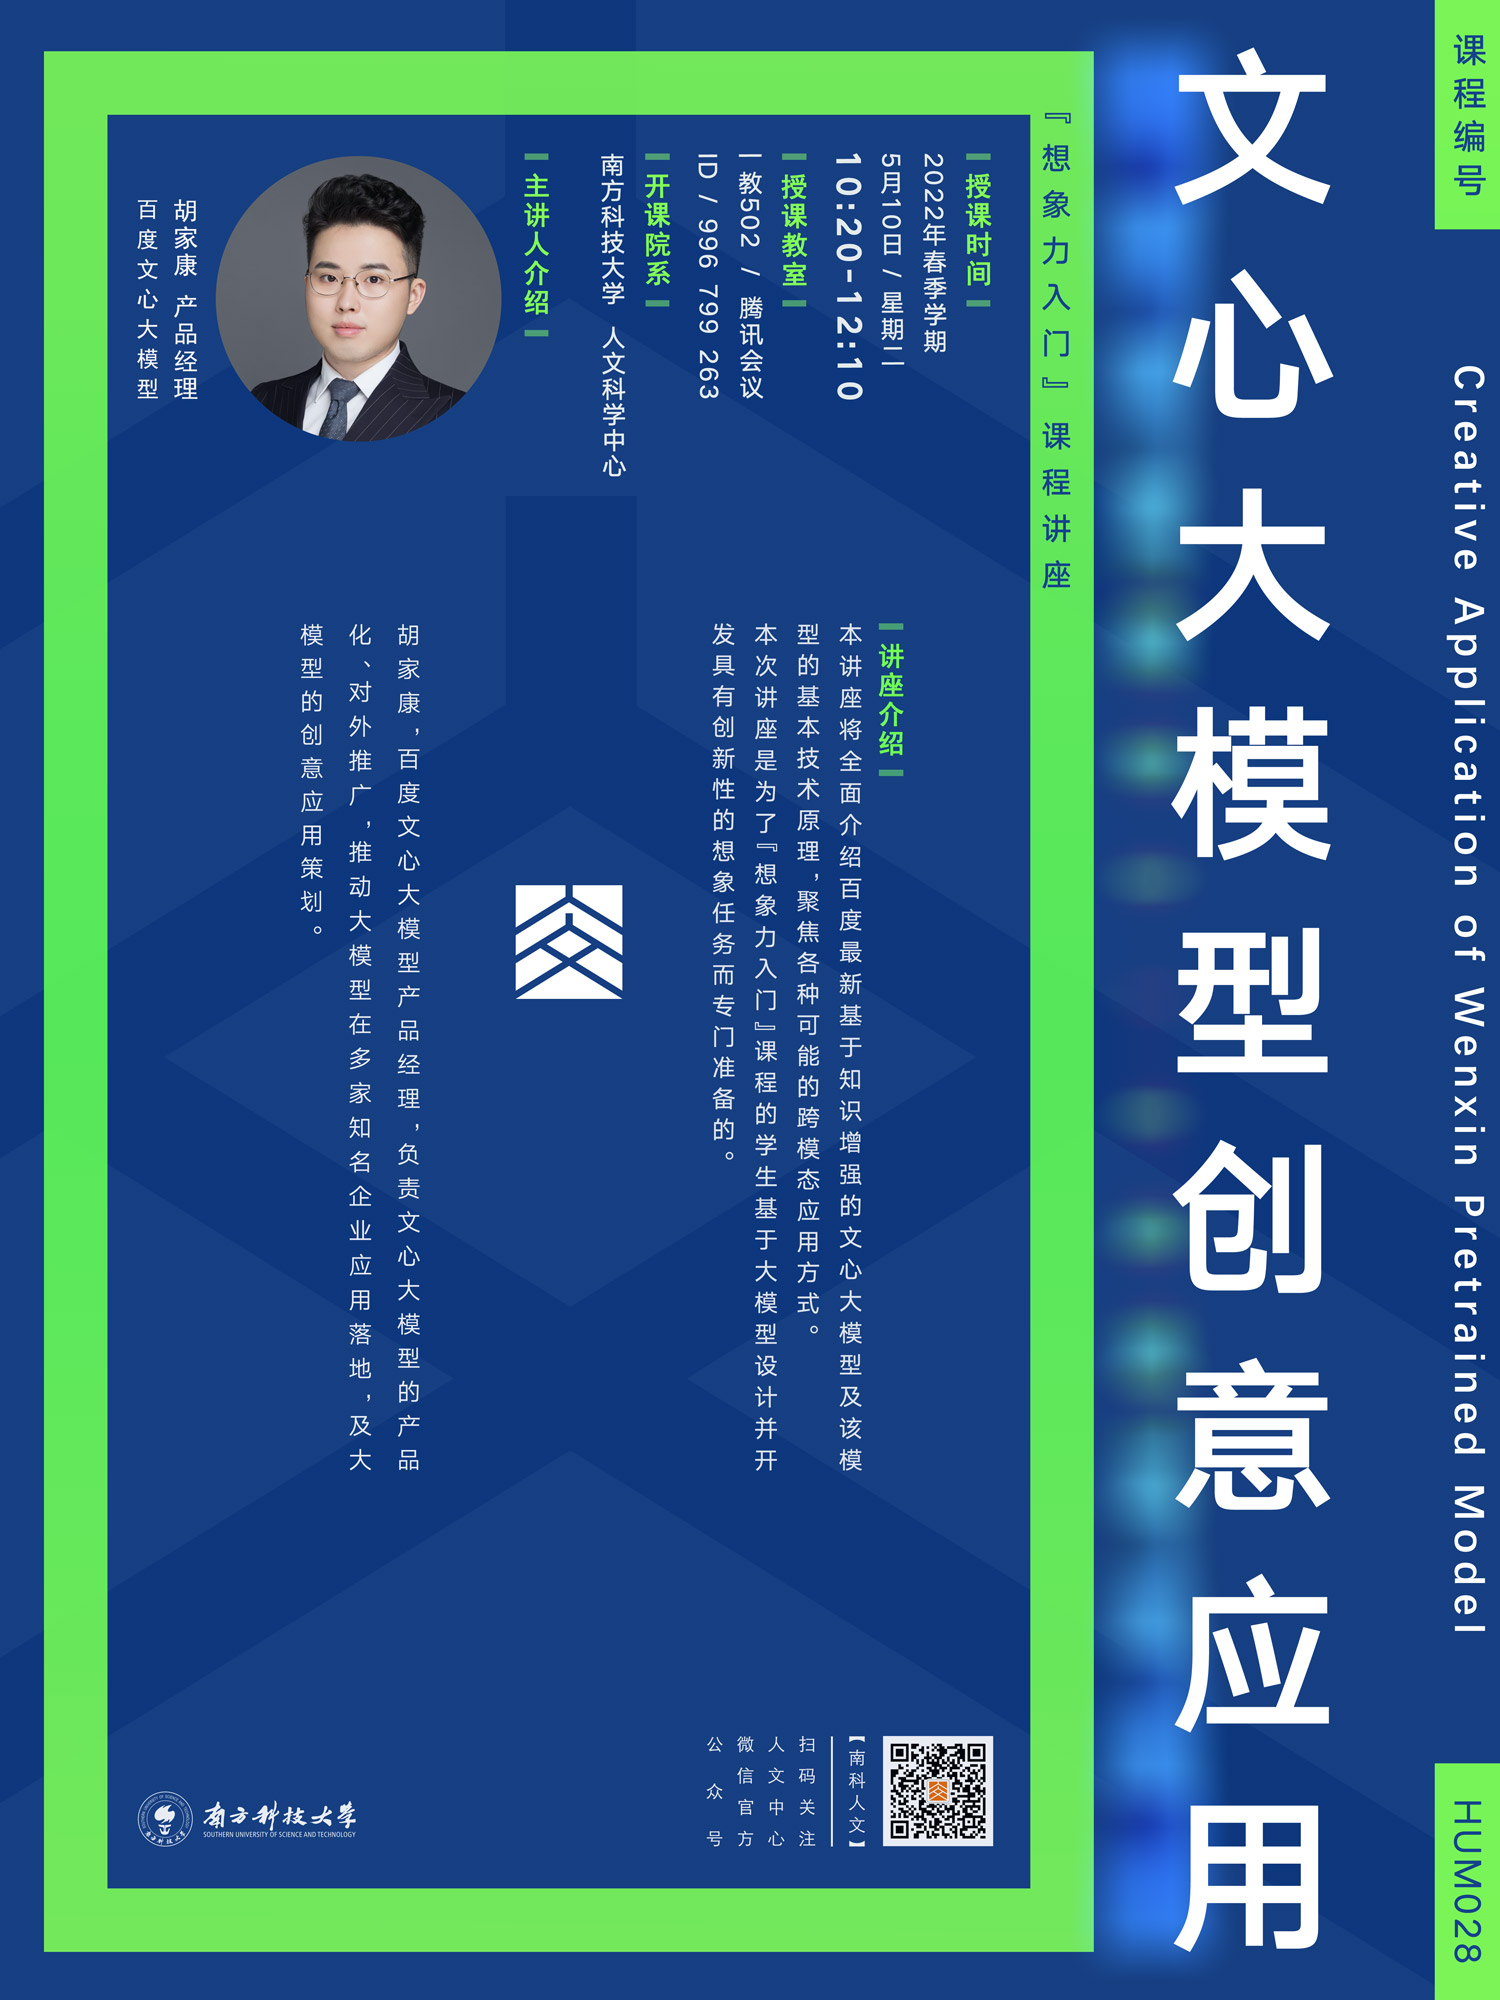 课程编号
Creative Application of Wenxin Pretrained Model
HUM028
文心大模型创意应用
『想象力入门』课程讲座
授课时间
2022年春季学期
5月10日 / 星期二
10:20-12:10
授课教室
一教502 / 腾讯会议
ID / 996 799 263
开课院系
南方科技大学 人文科学中心
主讲人介绍
胡家康 产品经理
百度文心大模型
讲座介绍
本讲座将全面介绍百度最新基于知识增强的文心大模型及该模
型的基本技术原理，聚焦各种可能的跨模态应用方式。
本次讲座是为了『想象力入门』课程的学生基于大模型设计并开
发具有创新性的想象任务而专门准备的。
胡家康，百度文心大模型产品经理，负责文心大模型的产品
化、对外推广，推动大模型在多家知名企业应用落地，及大
模型的创意应用策划。
【南科人文】
扫码关注
人文中心
微信官方
公众号
南方科技大学
SOUTHERN UNIVERSITY OF SCIENCE AND TECHNOLOGY